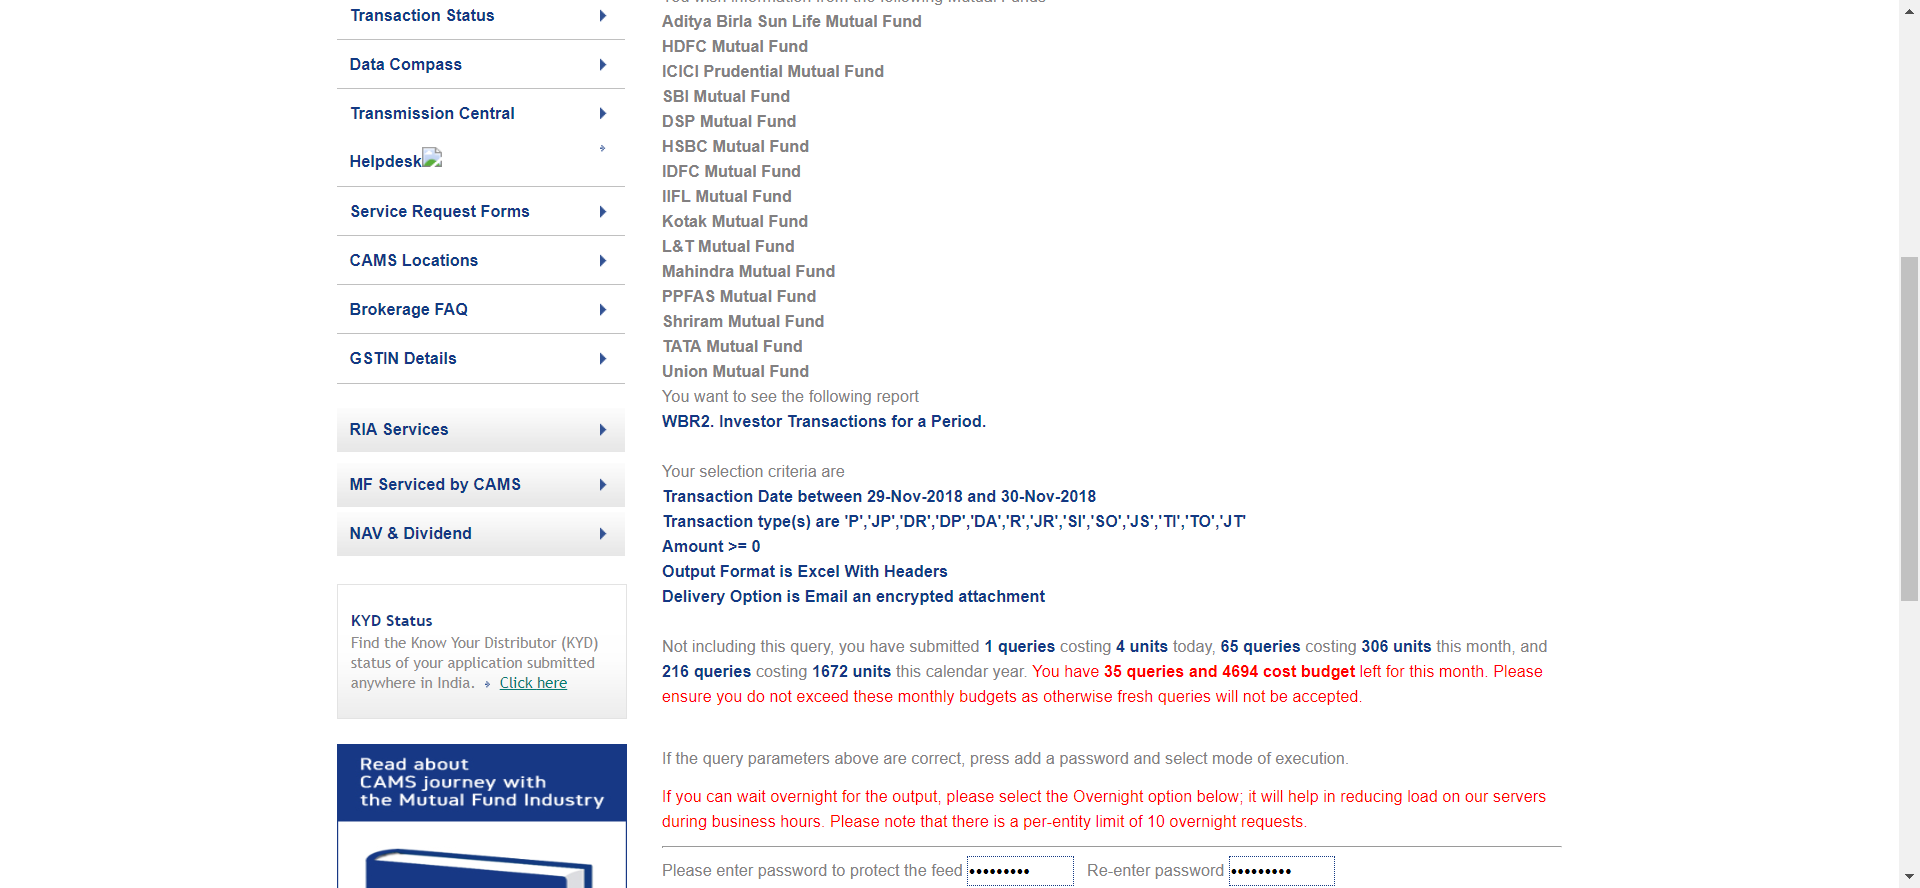 Transaction Status
Data Compass
Transmission Central
Helpdesk
Service Request Forms
CAMS Locations
Brokerage FAQ
GSTIN Details
RIA Services
MF Serviced by CAMS
NAV & Dividend
KYD Status
Find the Know Your Distributor (KYD)
status of your application submitted
anywhere in India. Click here
Read about
CAMS journey with
the Mutual Fund Industry
You wish information from the following Mutual Funds
Aditya Birla Sun Life Mutual Fund
HDFC Mutual Fund
ICICI Prudential Mutual Fund
SBI Mutual Fund
DSP Mutual Fund
HSBC Mutual Fund
IDFC Mutual Fund
IIFL Mutual Fund
Kotak Mutual Fund
L&T Mutual Fund
Mahindra Mutual Fund
PPFAS Mutual Fund
Shriram Mutual Fund
TATA Mutual Fund
Union Mutual Fund
You want to see the following report
WBR2. Investor Transactions for a Period.
Your selection criteria are
Transaction Date between 29-Nov-2018 and 30-Nov-2018
Transaction type(s) are 'P','JP','DR','DP','DA','R','JR','SI','SO','JS','TI','TO','JT'
Amount >= 0
Output Format is Excel With Headers
Delivery Option is Email an encrypted attachment
Not including this query, you have submitted 1 queries costing 4 units today, 65 queries costing 306 units this month, and
216 queries costing 1672 units this calendar year. You have 35 queries and 4694 cost budget left for this month. Please
ensure you do not exceed these monthly budgets as otherwise fresh queries will not be accepted.
If the query parameters above are correct, press add a password and select mode of execution.
If you can wait overnight for the output, please select the Overnight option below; it will help in reducing load on our servers
during business hours. Please note that there is a per-entity limit of 10 overnight requests.
Please enter password to protect the feed ••••••••• Re-enter password •••••••••